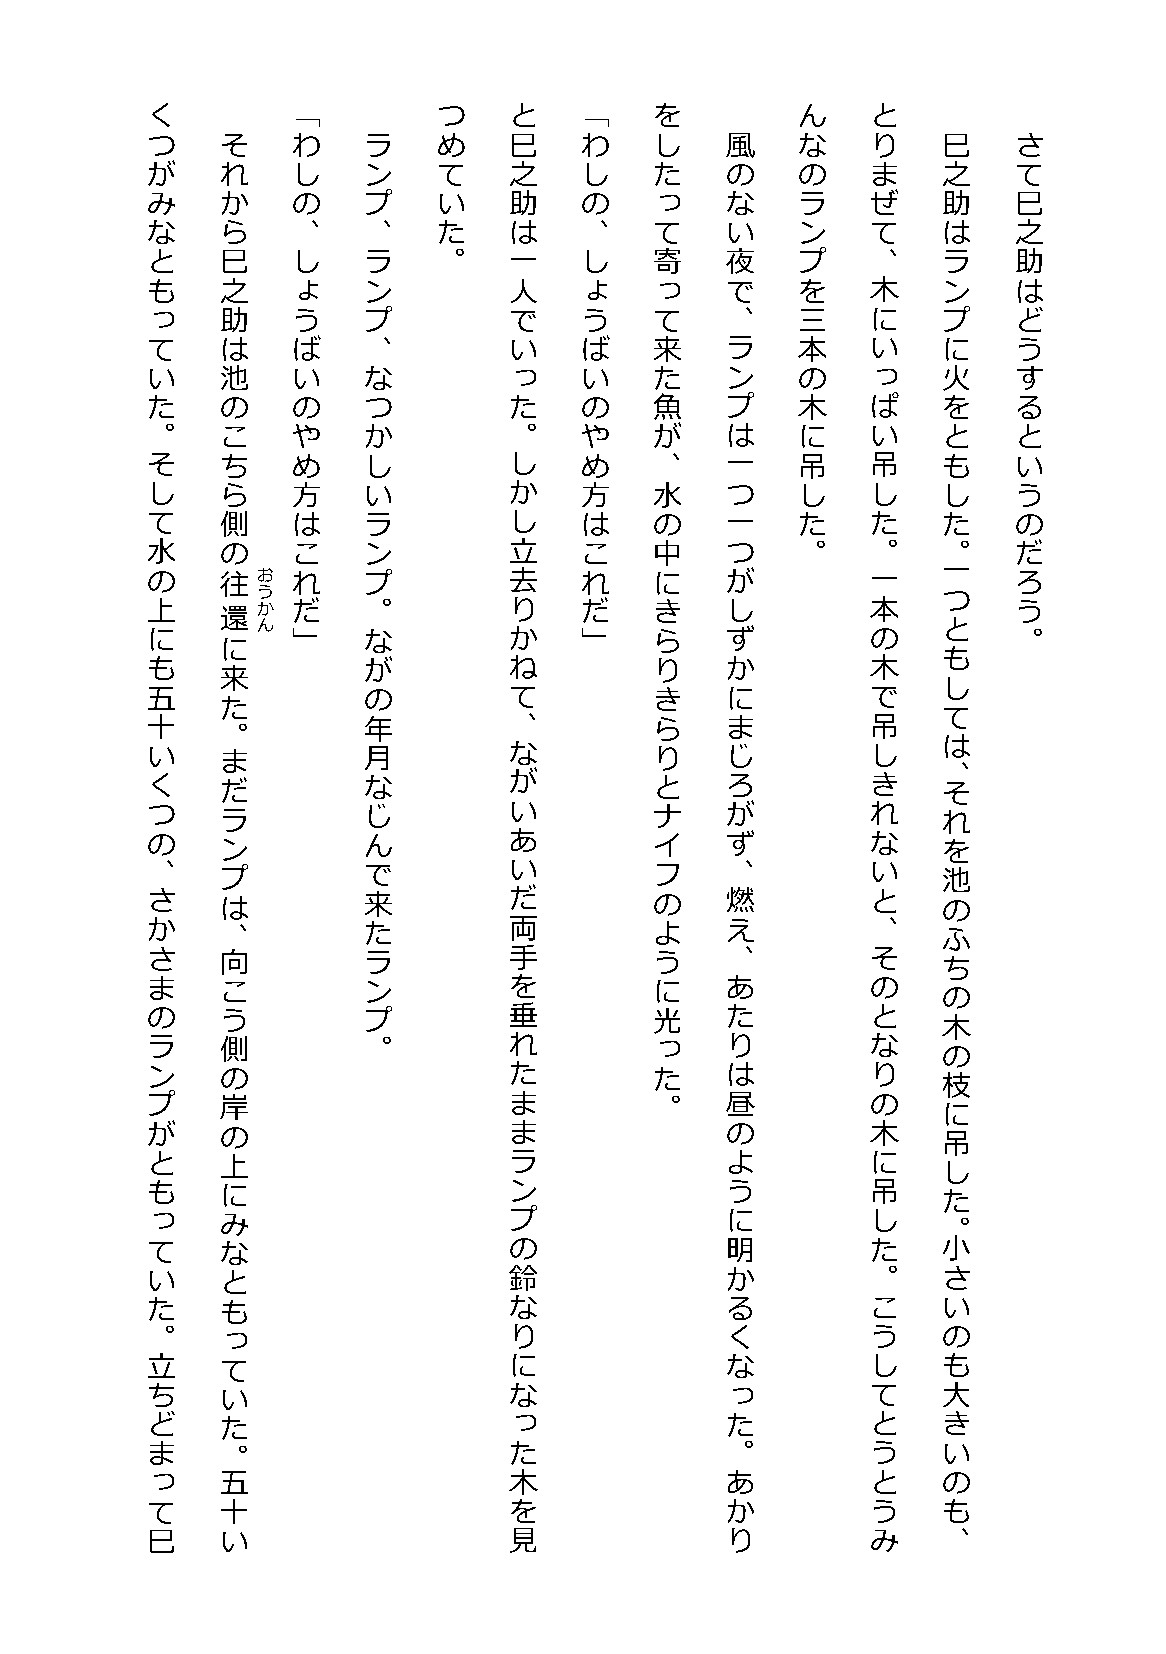 さて巳之助はどうするというのだろう。
　巳之助はランプに火をともした。一つともしては、それを池のふちの木の枝に吊した。小さいのも大きいのも、
とりまぜて、木にいっぱい吊した。一本の木で吊しきれないと、そのとなりの木に吊した。こうしてとうとうみ
んなのランプを三本の木に吊した。
　風のない夜で、ランプは一つ一つがしずかにまじろがず、燃え、あたりは昼のように明かるくなった。あかり
をしたって寄って来た魚が、水の中にきらりきらりとナイフのように光った。
「わしの、しょうばいのやめ方はこれだ」
と巳之助は一人でいった。しかし立去りかねて、ながいあいだ両手を垂れたままランプの鈴なりになった木を見
つめていた。
　ランプ、ランプ、なつかしいランプ。ながの年月なじんで来たランプ。
「わしの、しょうばいのやめ方はこれだ」
　それから巳之助は池のこちら側の往還おうかんに来た。まだランプは、向こう側の岸の上にみなともっていた。五十い
くつがみなともっていた。そして水の上にも五十いくつの、さかさまのランプがともっていた。立ちどまって巳